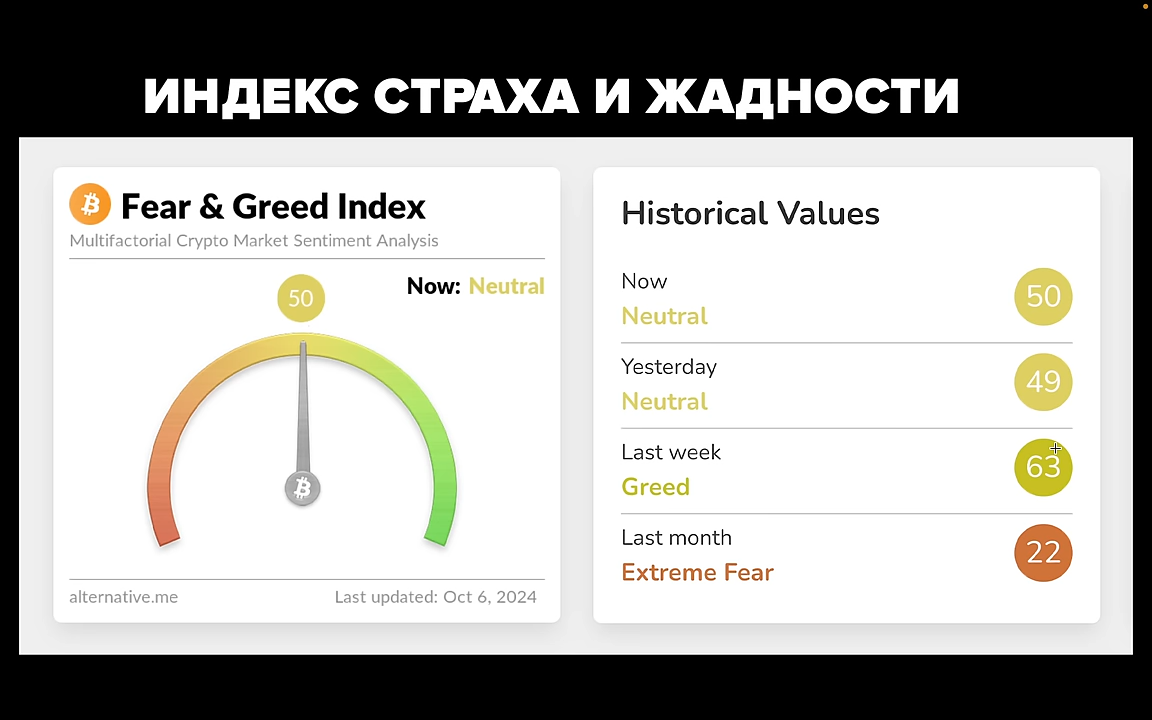 ИНДЕКС СТРАХА И ЖАДНОСТИ
Fear & Greed Index
Multifactorial Crypto Market Sentiment Analysis
Now: Neutral
50
alternative.me
Last updated: Oct 6, 2024
Historical Values
Now
Neutral
50
Yesterday
Neutral
49
Last week
Greed
63
Last month
Extreme Fear
22